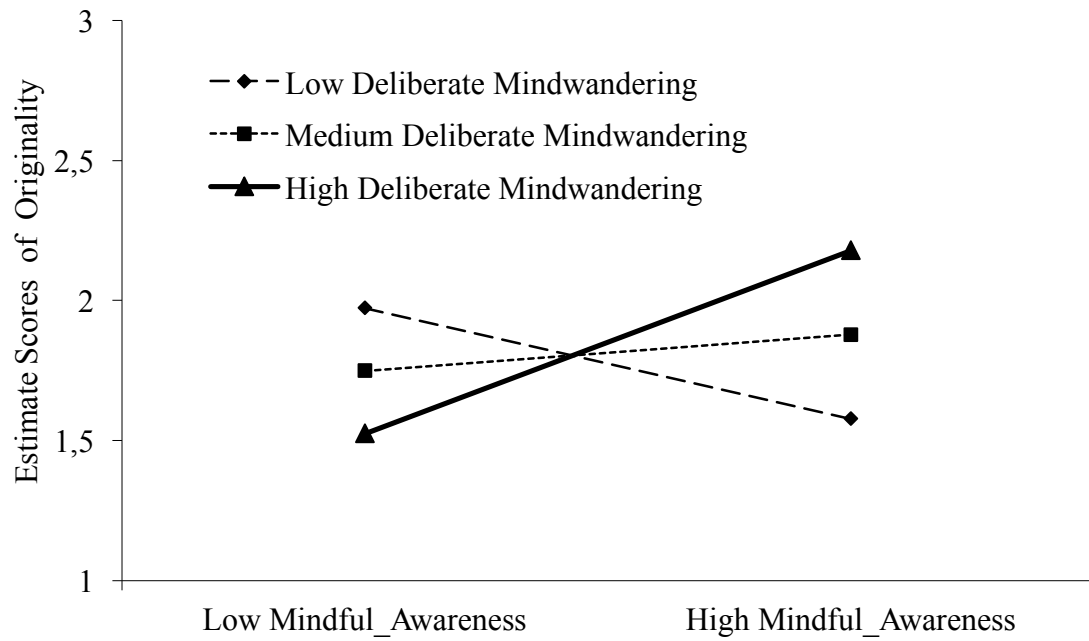 3
Low Deliberate Mindwandering
Medium Deliberate Mindwandering
2,5
High Deliberate Mindwandering
Estimate Scores of Originality
2
1,5
1
Low Mindful_Awareness
High Mindful_Awareness